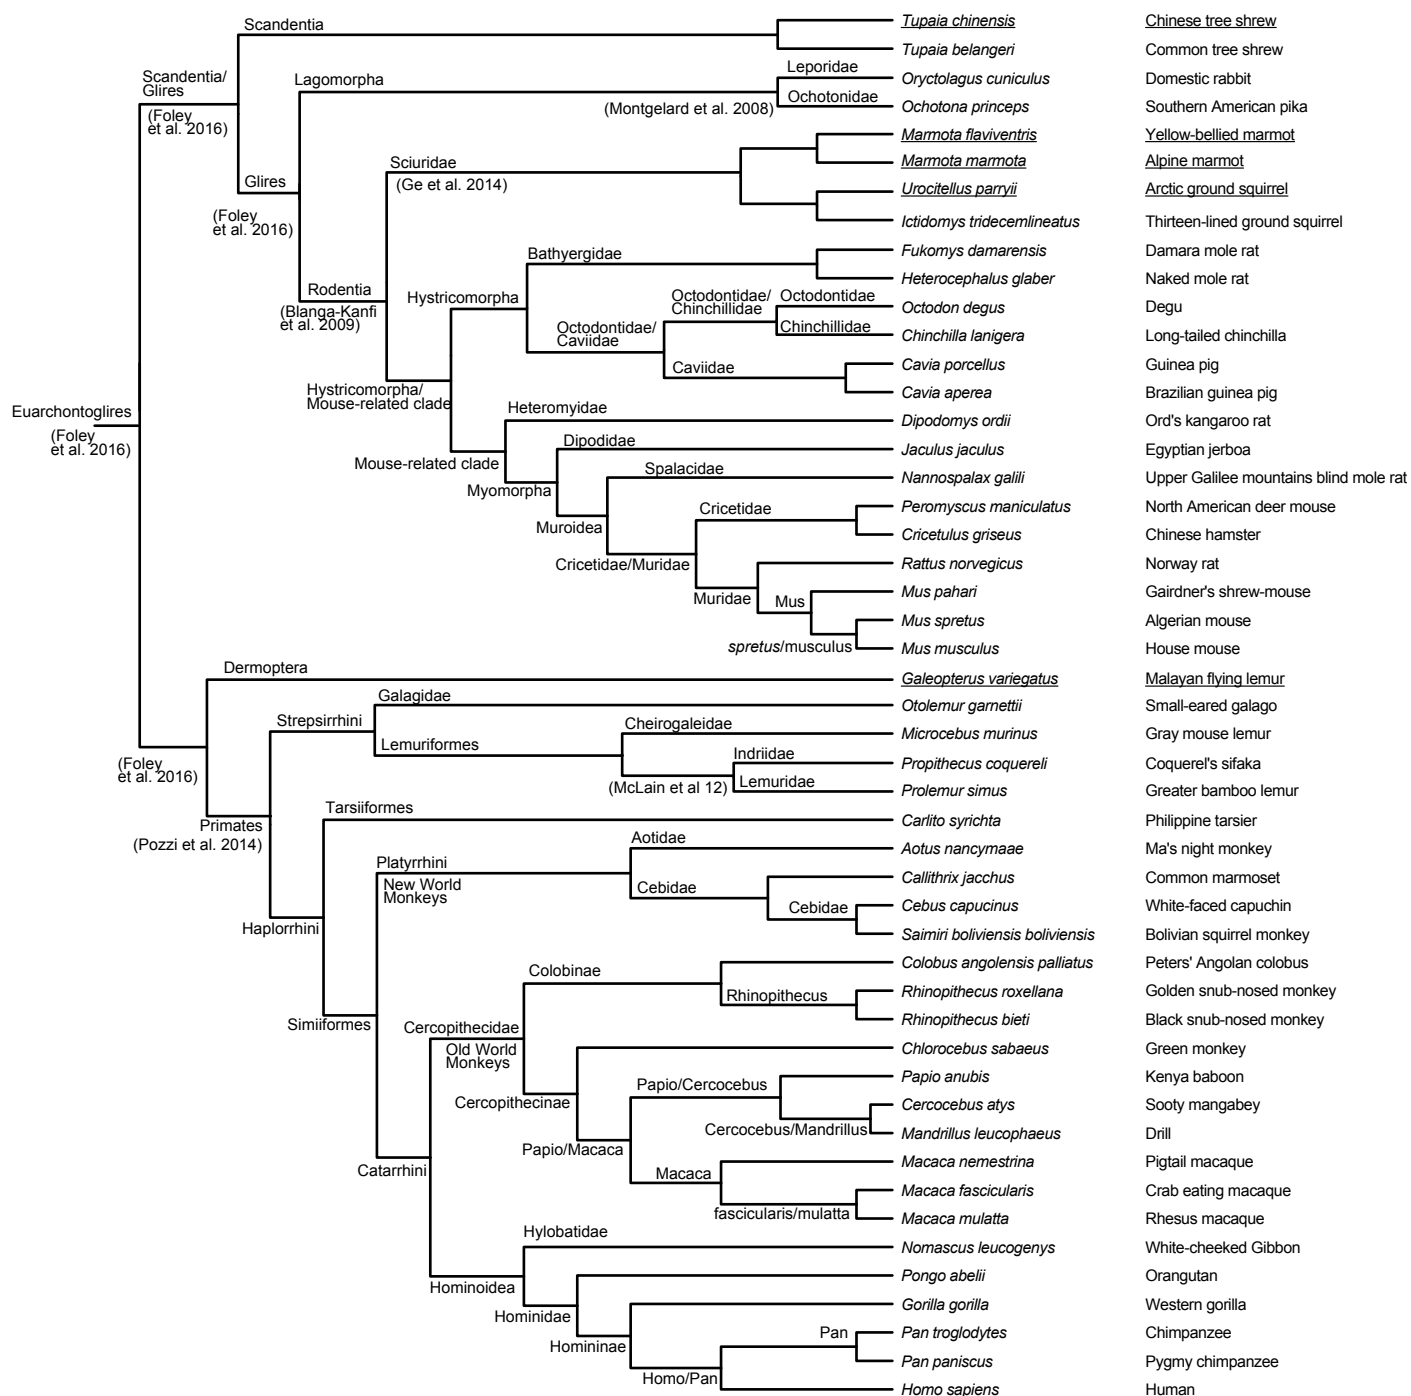 Scandentia
Tupaia chinensis Chinese tree shrew
Tupaia belangeri Common tree shrew
Scandentia/
Glires
(Foley
et al. 2016)
Lagomorpha
Leporidae
Oryctolagus cuniculus Domestic rabbit
(Montgelard et al. 2008)
Ochotonidae
Ochotona princeps Southern American pika
Marmota flaviventris Yellow-bellied marmot
Sciuridae
Marmota marmota Alpine marmot
Glires
(Ge et al. 2014)
Urocitellus parryii Arctic ground squirrel
(Foley
et al. 2016)
Ictidomys tridecemlineatus Thirteen-lined ground squirrel
Bathyergidae
Fukomys damarensis Damara mole rat
Heterocephalus glaber Naked mole rat
Rodentia
(Blanga-Kanfi
et al. 2009)
Hystricomorpha
Octodontidae/
Chinchillidae
Octodontidae
Octodon degus Degu
Chinchillidae
Chinchilla lanigera Long-tailed chinchilla
Octodontidae/
Caviidae
Caviidae
Cavia porcellus Guinea pig
Cavia aperea Brazilian guinea pig
Hystricomorpha/
Mouse-related clade
Euarchontoglires
(Foley
et al. 2016)
Heteromyidae
Dipodomys ordii Ord's kangaroo rat
Dipodidae
Jaculus jaculus Egyptian jerboa
Mouse-related clade
Spalacidae
Nannospalax galili Upper Galilee mountains blind mole rat
Myomorpha
Cricetidae
Peromyscus maniculatus North American deer mouse
Muroidea
Cricetulus griseus Chinese hamster
Cricetidae/Muridae
Rattus norvegicus Norway rat
Muridae
Mus
Mus pahari Gairdner's shrew-mouse
Mus spretus Algerian mouse
spretus/musculus
Mus musculus House mouse
Dermoptera
Galeopterus variegatus Malayan flying lemur
Galagidae
Otolemur garnettii Small-eared galago
Strepsirrhini
Cheirogaleidae
Microcebus murinus Gray mouse lemur
Lemuriformes
Indriidae
Propithecus coquereli Coquerel's sifaka
(Foley
et al. 2016)
(McLain et al 12)
Lemuridae
Prolemur simus Greater bamboo lemur
Tarsiiformes
Carlito syrichta Philippine tarsier
Primates
(Pozzi et al. 2014)
Aotidae
Aotus nancymaae Ma's night monkey
Platyrrhini
New World
Monkeys
Callithrix jacchus Common marmoset
Cebidae
Cebidae
Cebus capucinus White-faced capuchin
Haplorrhini
Saimiri boliviensis boliviensis Bolivian squirrel monkey
Colobinae
Colobus angolensis palliatus Peters' Angolan colobus
Rhinopithecus
Rhinopithecus roxellana Golden snub-nosed monkey
Simiiformes
Rhinopithecus bieti Black snub-nosed monkey
Cercopithecidae
Old World
Monkeys
Chlorocebus sabaeus Green monkey
Papio/Cercocebus
Papio anubis Kenya baboon
Cercopithecinae
Cercocebus atys Sooty mangabey
Cercocebus/Mandrillus
Mandrillus leucophaeus Drill
Papio/Macaca
Catarrhini
Macaca
Macaca nemestrina Pigtail macaque
Macaca fascicularis Crab eating macaque
fascicularis/mulatta
Macaca mulatta Rhesus macaque
Hylobatidae
Nomascus leucogenys White-cheeked Gibbon
Hominoidea
Pongo abelii Orangutan
Hominidae
Gorilla gorilla Western gorilla
Homininae
Pan
Pan troglodytes Chimpanzee
Pan paniscus Pygmy chimpanzee
Homo/Pan
Homo sapiens Human